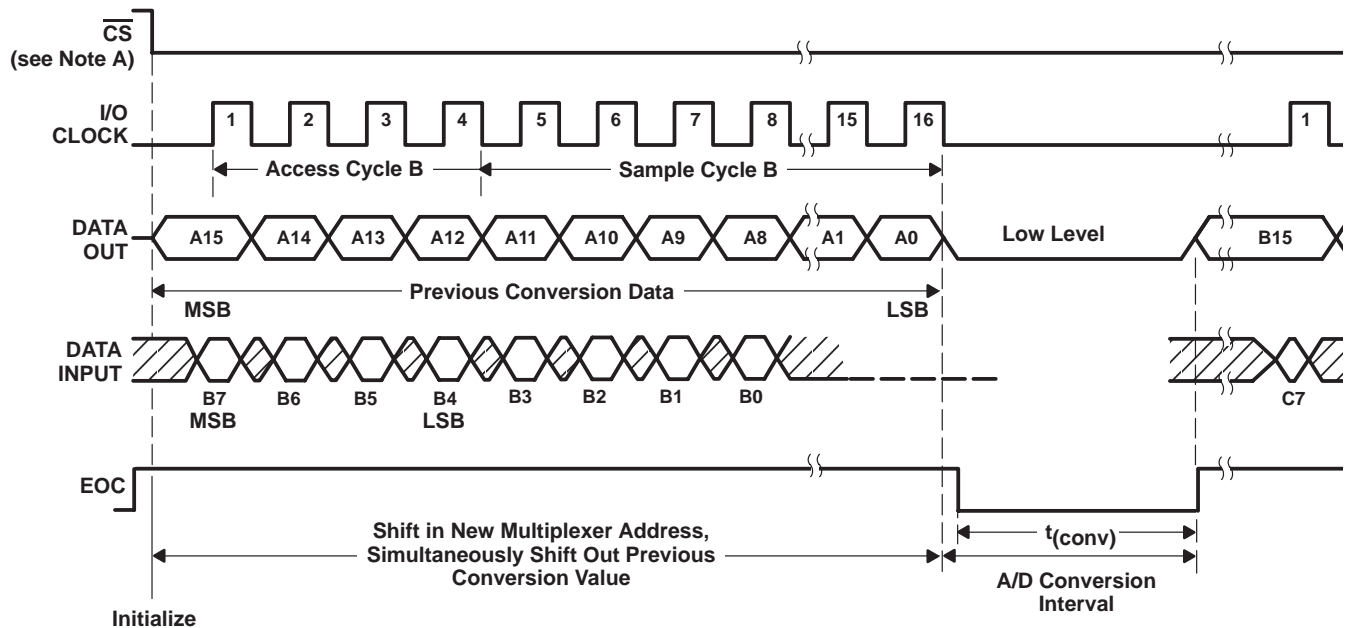 CS
(see Note A)
I/O
CLOCK
1 2 3 4 5 6 7 8 15 16 1
Access Cycle B Sample Cycle B
DATA
OUT
A15 A14 A13 A12 A11 A10 A9 A8 A1 A0 Low Level B15
Previous Conversion Data
MSB LSB
DATA
INPUT
B7 B6 B5 B4 B3 B2 B1 B0 C7
MSB LSB
EOC
Shift in New Multiplexer Address,
Simultaneously Shift Out Previous
Conversion Value
t(conv)
A/D Conversion
Interval
Initialize